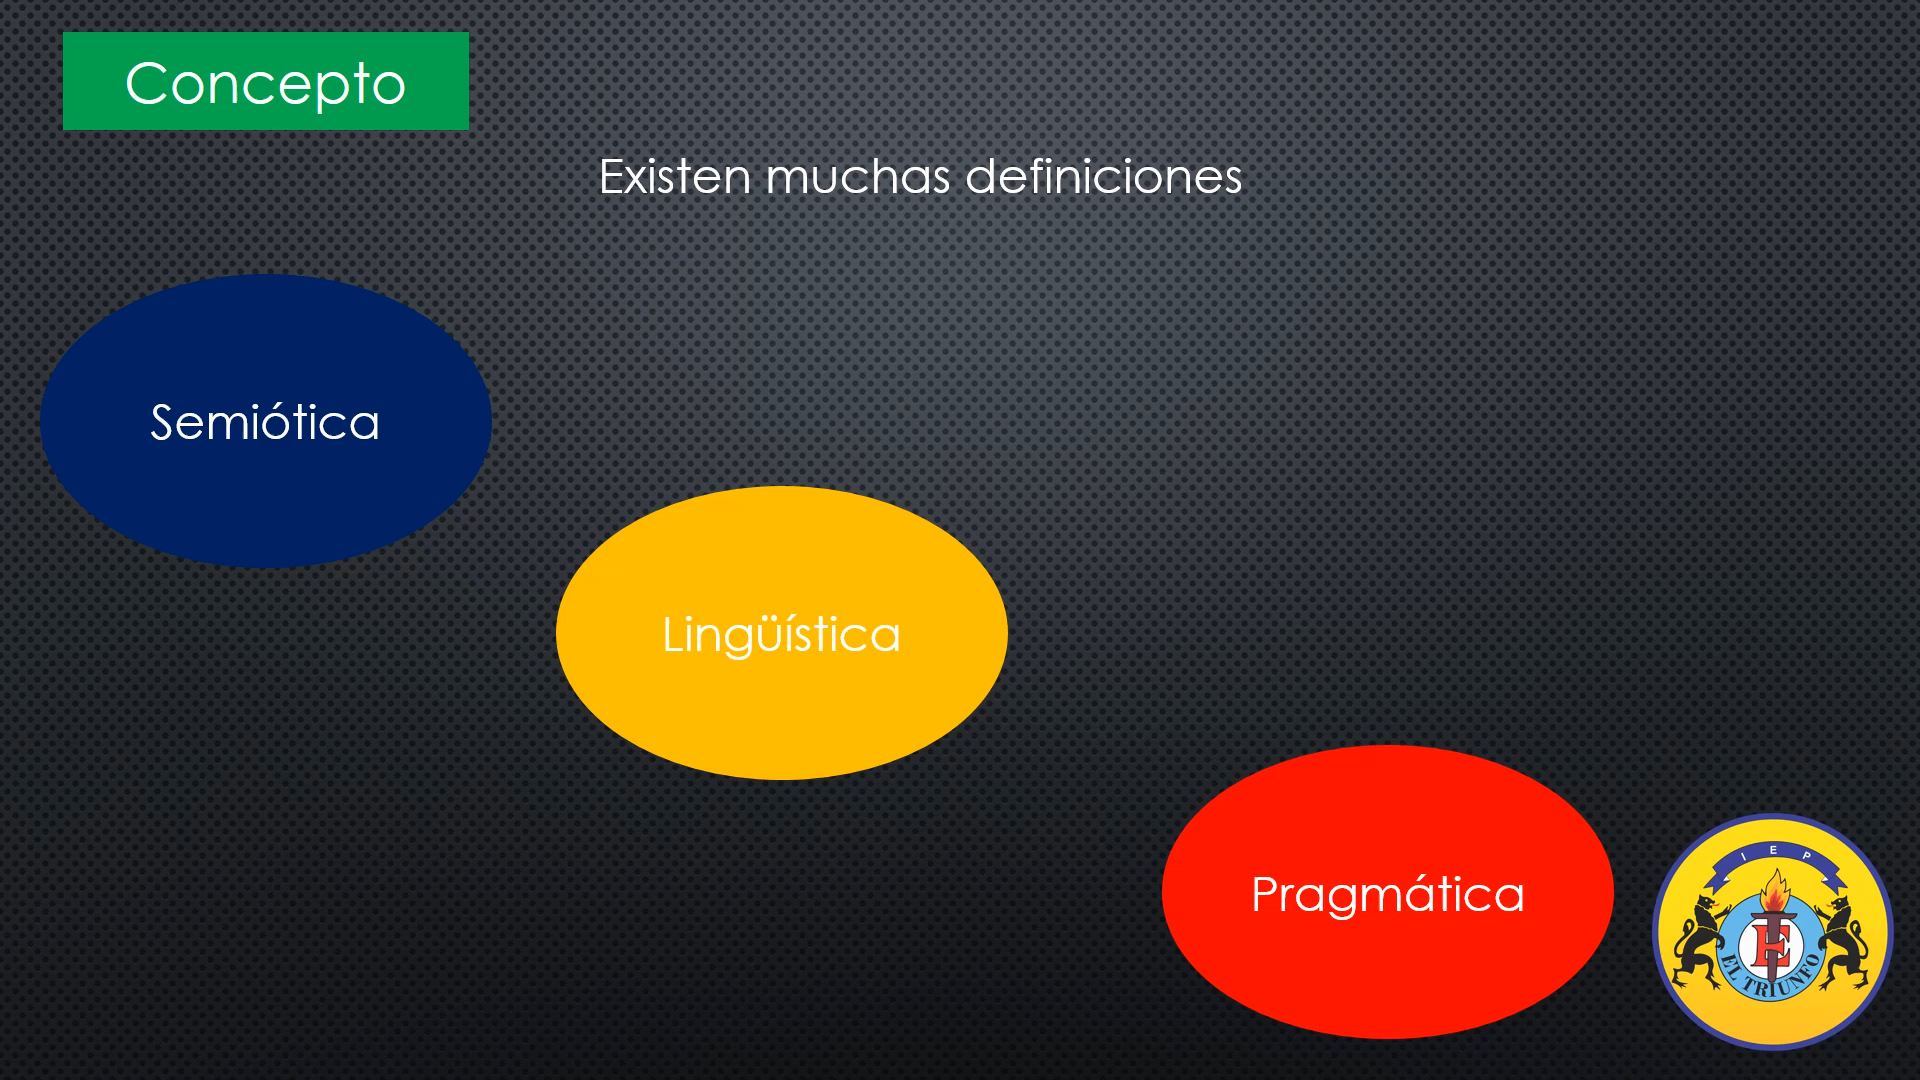 Concepto
Existen muchas definiciones
Semiótica
Lingüística
Pragmática
I E P
E
EL TRIUNFO